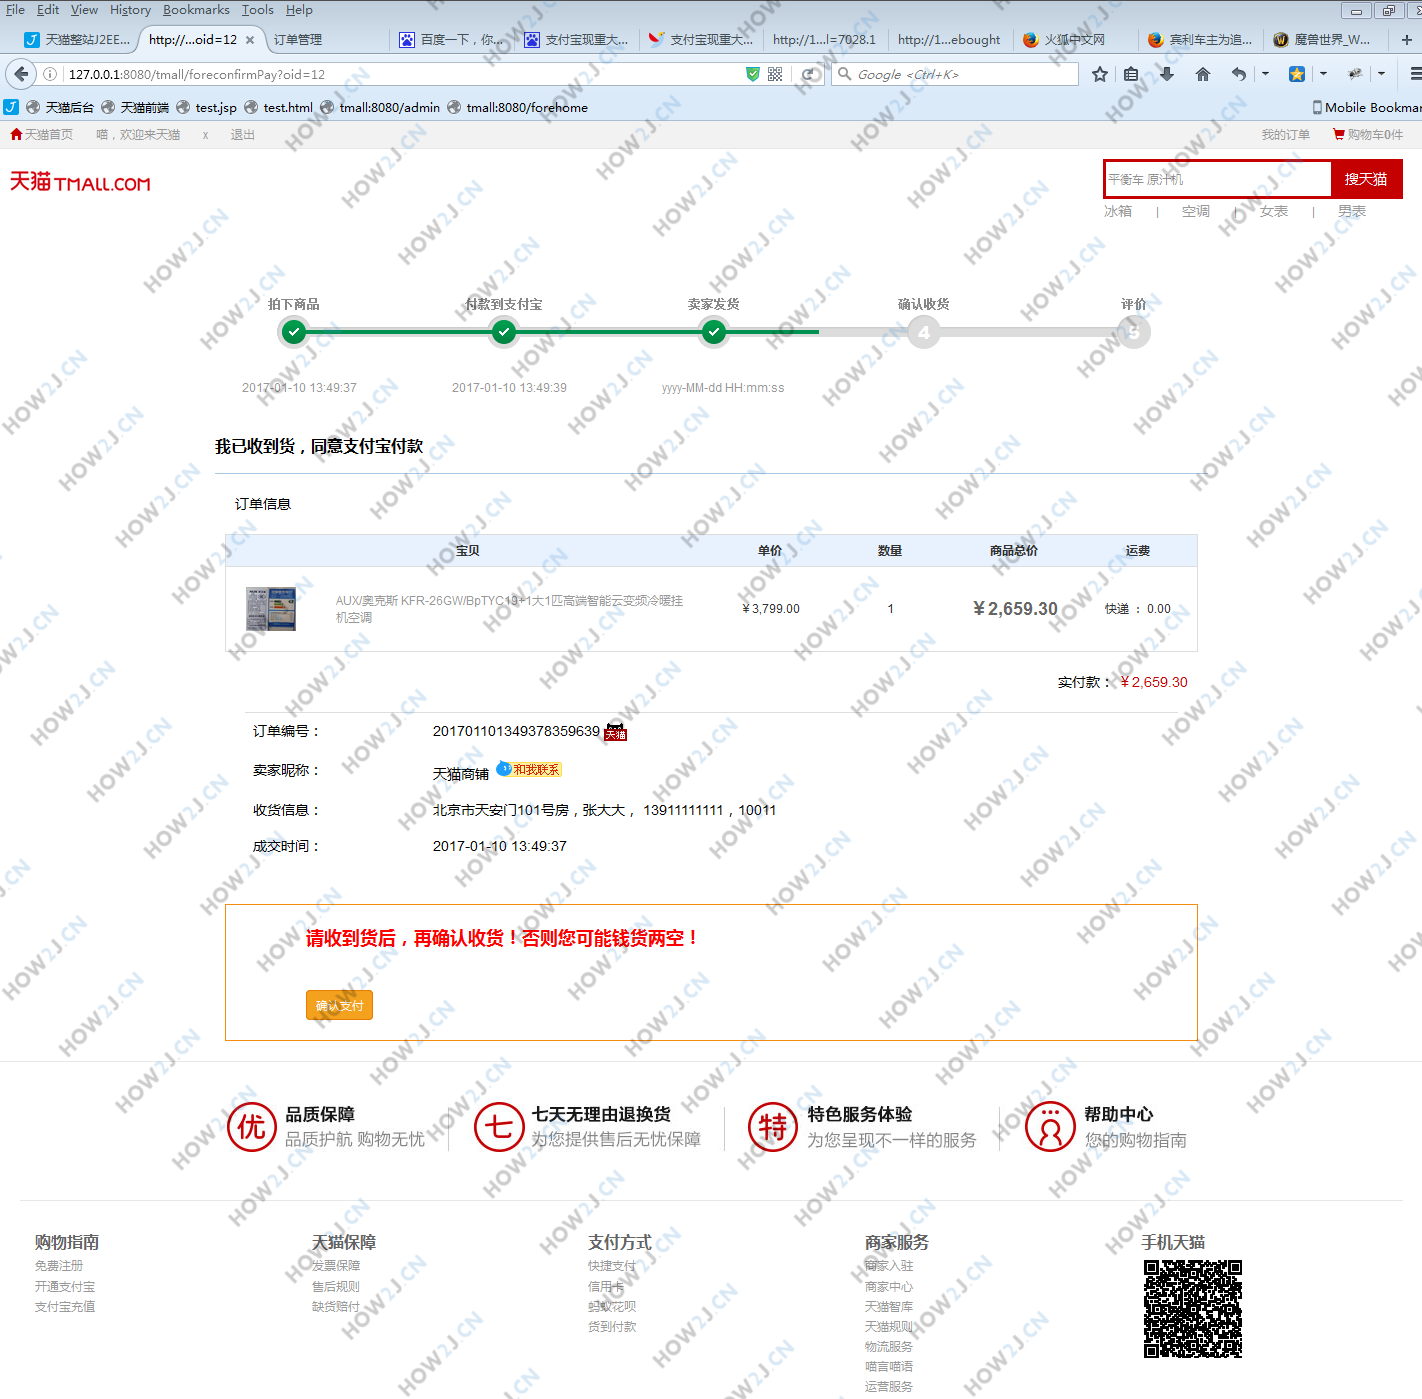 File Edit View History Bookmarks Tools Help
天猫整站J2EE... http://...oid=12 × 订单管理 百度一下，你... 支付宝现重大... 支付宝现重大... http://1...l=7028.1 http://1...ebought 火狐中文网 宾利车主为追... 魔兽世界_W... +
127.0.0.1:8080/tmall/foreconfirmPay?oid=12 Google <Ctrl+K>
天猫后台 天猫前端 test.jsp test.html tmall:8080/admin tmall:8080/forehome Mobile Bookmar
天猫首页 喵，欢迎来天猫 x 退出 我的订单 购物车0件
天猫 TMALL.COM
平衡车 原汁机 搜天猫
冰箱 | 空调 | 女表 | 男表
拍下商品 付款到支付宝 卖家发货 确认收货 评价
4 5
2017-01-10 13:49:37 2017-01-10 13:49:39 yyyy-MM-dd HH:mm:ss
我已收到货，同意支付宝付款
订单信息
宝贝 单价 数量 商品总价 运费
AUX/奥克斯 KFR-26GW/BpTYC19+1大1匹高端智能云变频冷暖挂
机空调
￥3,799.00 1 ￥2,659.30 快递 ： 0.00
实付款： ￥2,659.30
订单编号： 201701101349378359639 天猫
卖家昵称： 天猫商铺 和我联系
收货信息： 北京市天安门101号房，张大大， 13911111111，10011
成交时间： 2017-01-10 13:49:37
请收到货后，再确认收货！否则您可能钱货两空！
确认支付
优 品质保障 七 七天无理由退换货 特 特色服务体验 帮助中心
品质护航 购物无忧 为您提供售后无忧保障 为您呈现不一样的服务 您的购物指南
购物指南 天猫保障 支付方式 商家服务 手机天猫
免费注册 发票保障 快捷支付 商家入驻
开通支付宝 售后规则 信用卡 商家中心
支付宝充值 缺货赔付 蚂蚁花呗 天猫智库
货到付款 天猫规则
物流服务
喵言喵语
运营服务
HOW2J.CN